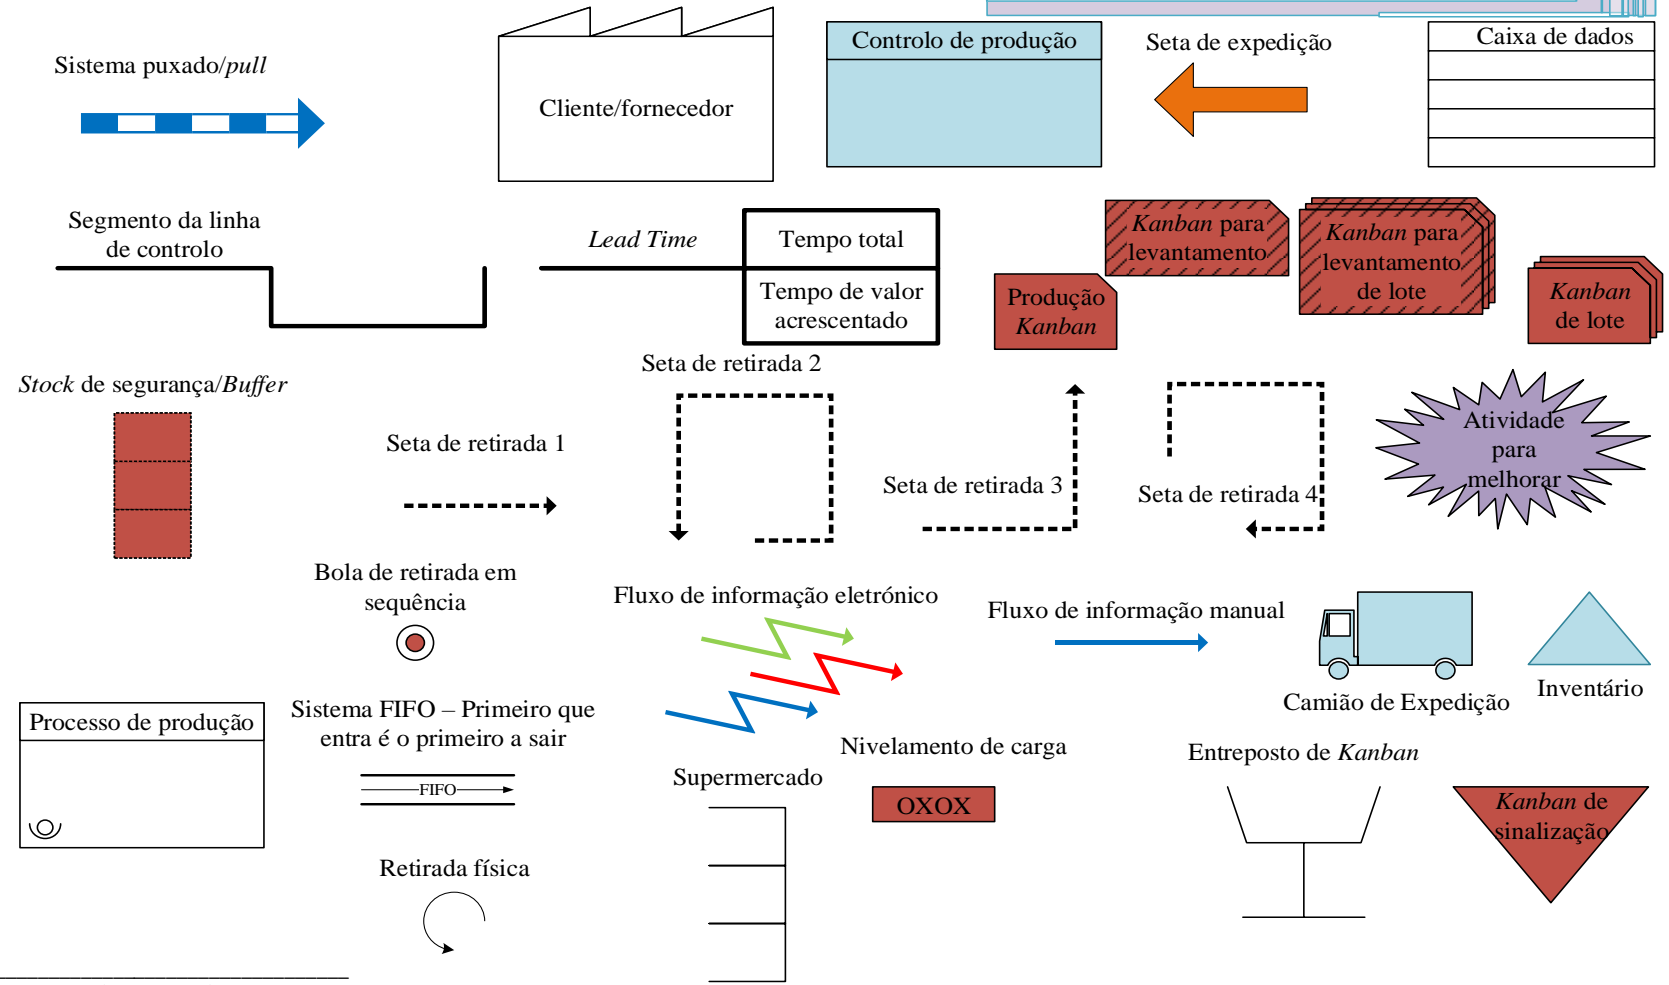 Sistema puxado/pull
Cliente/fornecedor
Controlo de produção
Seta de expedição
Caixa de dados
Segmento da linha
de controlo
Lead Time
Tempo total
Tempo de valor
acrescentado
Produção
Kanban
Kanban para
levantamento
Kanban para
levantamento
de lote
Kanban
de lote
Stock de segurança/Buffer
Seta de retirada 1
Seta de retirada 2
Seta de retirada 3
Seta de retirada 4
Atividade
para
melhorar
Bola de retirada em
sequência
Fluxo de informação eletrónico
Fluxo de informação manual
Camião de Expedição
Inventário
Processo de produção
Sistema FIFO – Primeiro que
entra é o primeiro a sair
FIFO
Retirada física
Supermercado
Nivelamento de carga
OXOX
Entreposto de Kanban
Kanban de
sinalização